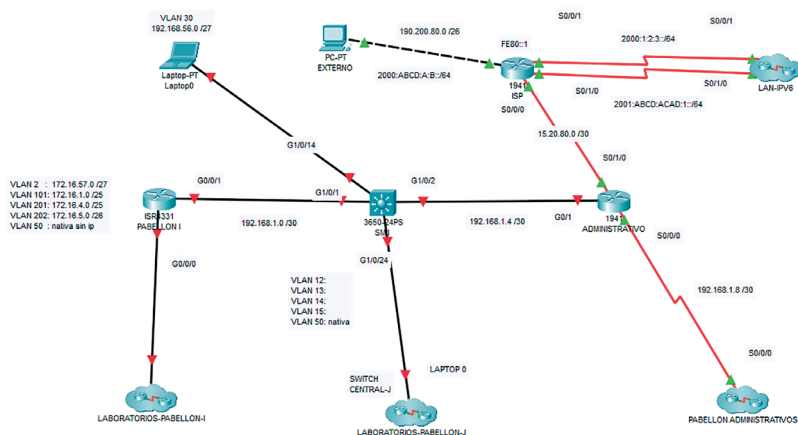 VLAN 30
192.168.56.0 /27
Laptop-PT
Laptop0
190.200.80.0 /26
PC-PT
EXTERNO
2000:ABCD:A:B::/64
FE80::1
1941
ISP
S0/0/1
S0/0/1
2000:1:2:3::/64
S0/1/0
S0/1/0
2001:ABCD:ACAD:1::/64
LAN-IPV6
S0/0/0
15.20.80.0 /30
S0/1/0
G1/0/14
VLAN 2 : 172.16.57.0 /27
VLAN 101: 172.16.1.0 /25
VLAN 201: 172.16.4.0 /25
VLAN 202: 172.16.5.0 /26
VLAN 50 : nativa sin ip
G0/0/1
ISR4331
PABELLON I
192.168.1.0 /30
G1/0/1
G1/0/2
3650-24PS
192.168.1.4 /30
G0/1
1941
ADMINISTRATIVO
S0/0/0
G0/0/0
G1/0/24
VLAN 12:
VLAN 13:
VLAN 14:
VLAN 15:
VLAN 50: nativa
192.168.1.8 /30
S0/0/0
LABORATORIOS-PABELLON-I
SWITCH
CENTRAL-J
LAPTOP 0
LABORATORIOS-PABELLON-J
PABELLON ADMINISTRATIVOS